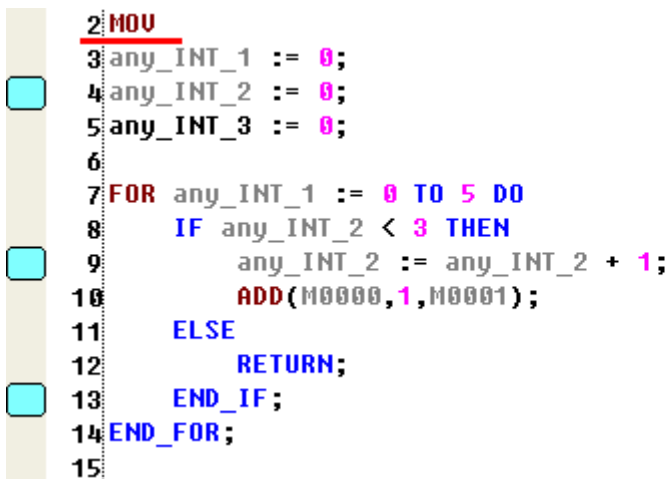 2 MOV
3 any_INT_1 := 0;
4 any_INT_2 := 0;
5 any_INT_3 := 0;
6
7 FOR any_INT_1 := 0 TO 5 DO
8     IF any_INT_2 < 3 THEN
9         any_INT_2 := any_INT_2 + 1;
10         ADD(M0000,1,M0001);
11     ELSE
12         RETURN;
13     END_IF;
14 END_FOR;
15